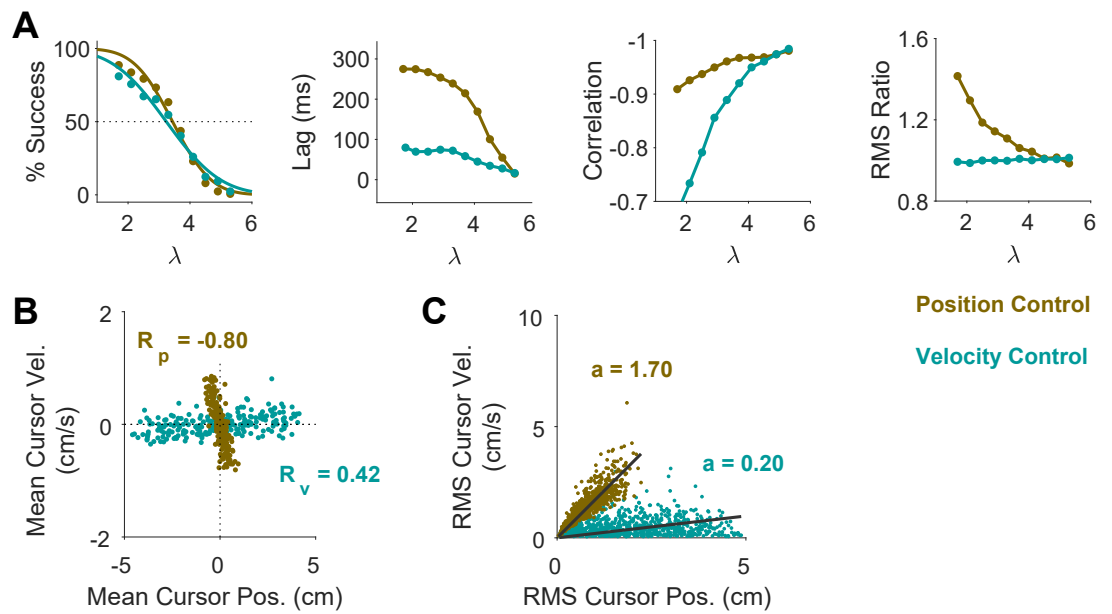 A
% Success
100
50
0
2
4
6
λ
Lag (ms)
300
200
100
0
2
4
6
λ
Correlation
-1
-0.9
-0.8
-0.7
2
4
6
λ
RMS Ratio
1.6
1.2
0.8
2
4
6
λ
B
Mean Cursor Vel.
(cm/s)
2
0
-2
-5
0
5
Mean Cursor Pos. (cm)
R_p = -0.80
R_v = 0.42
C
RMS Cursor Vel.
(cm/s)
10
5
0
0
5
RMS Cursor Pos. (cm)
a = 1.70
a = 0.20
Position Control
Velocity Control